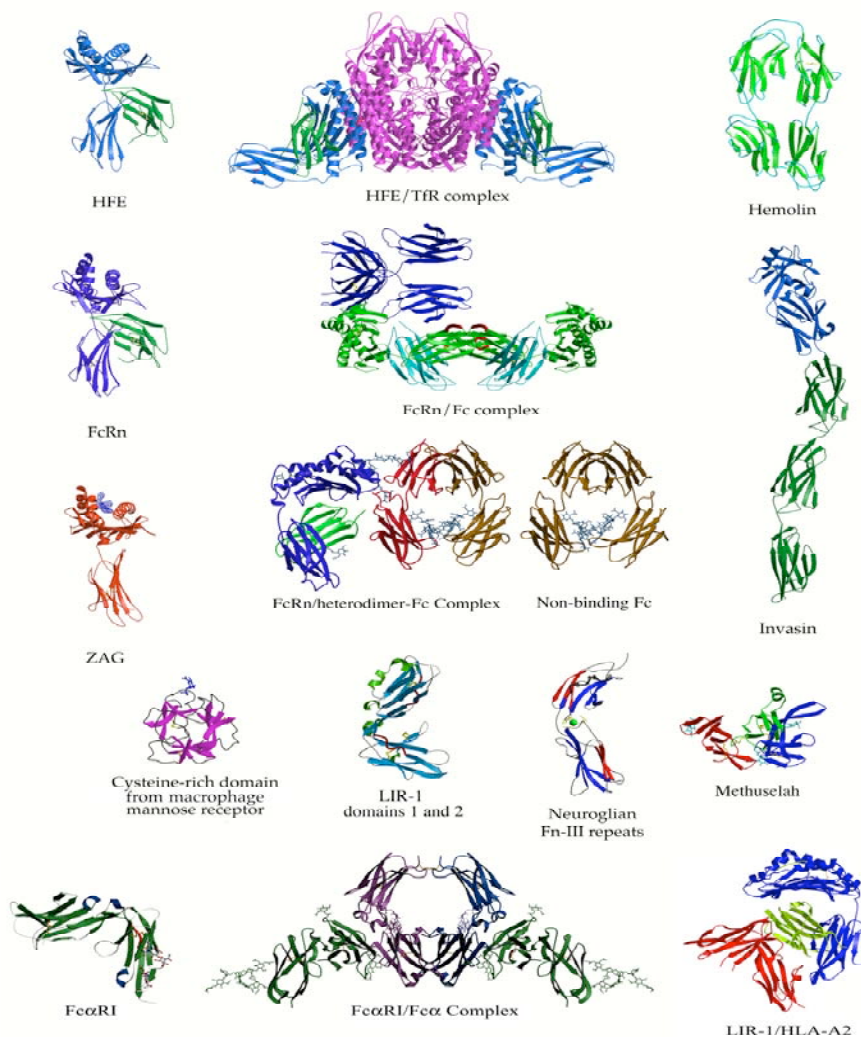 HFE
HFE/TfR complex
Hemolin
FcRn
FcRn/Fc complex
FcRn/heterodimer-Fc Complex
Non-binding Fc
Invasin
ZAG
Cysteine-rich domain
from macrophage
mannose receptor
LIR-1
domains 1 and 2
Neuroglian
Fn-III repeats
Methuselah
FcαRI
FcαRI/Fcα Complex
LIR-1/HLA-A2